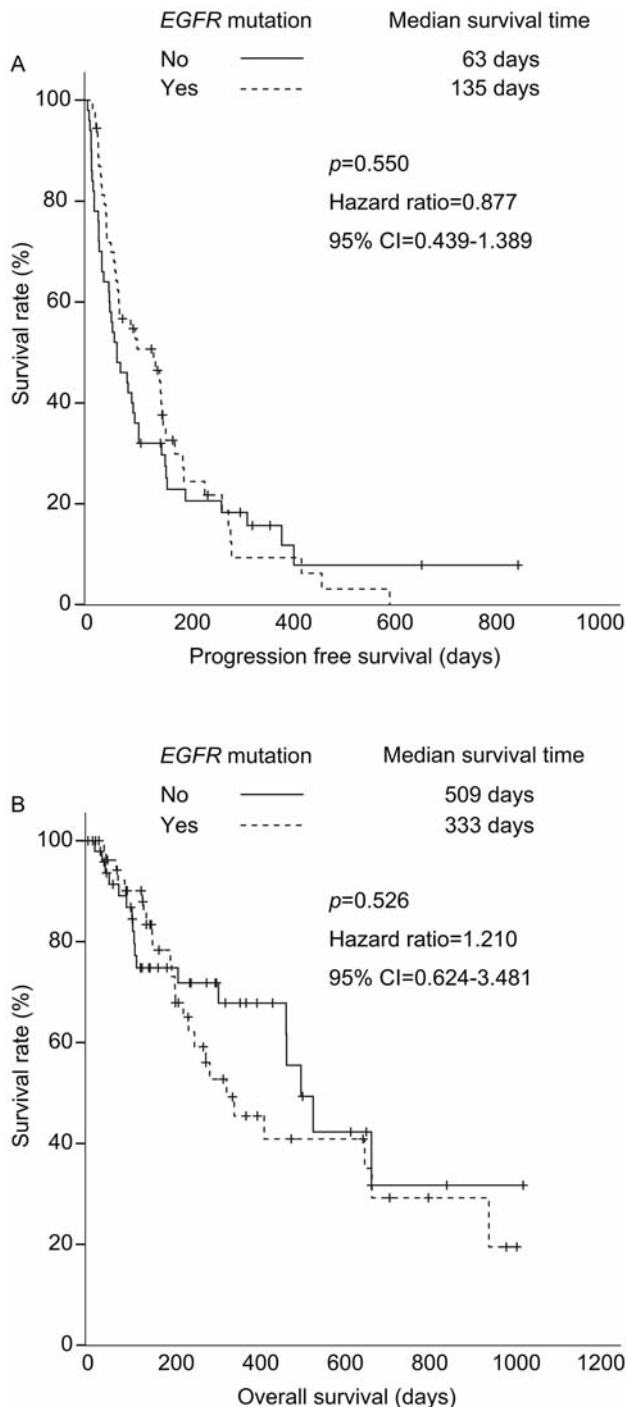 EGFR mutation Median survival time
A No 63 days
Yes 135 days
100
80
60
40
20
0
Survival rate (%)
p=0.550
Hazard ratio=0.877
95% CI=0.439-1.389
0 200 400 600 800 1000
Progression free survival (days)
EGFR mutation Median survival time
B No 509 days
Yes 333 days
100
80
60
40
20
0
Survival rate (%)
p=0.526
Hazard ratio=1.210
95% CI=0.624-3.481
0 200 400 600 800 1000 1200
Overall survival (days)